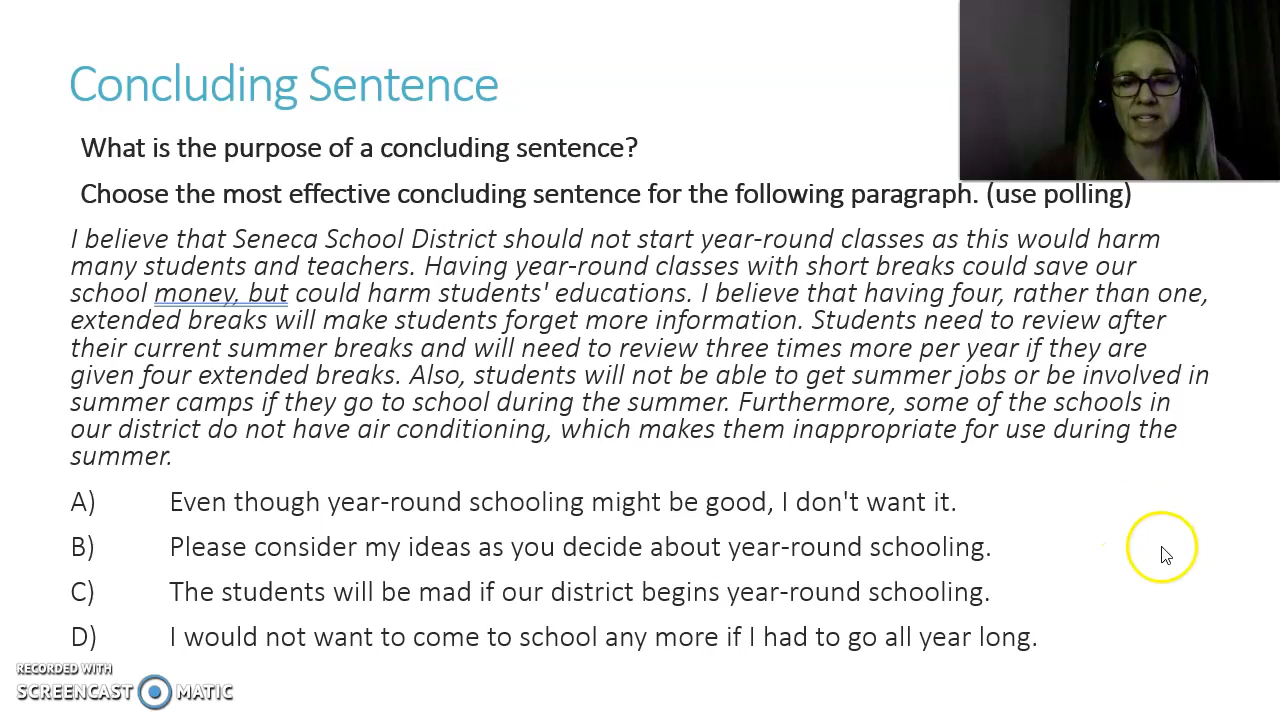 Concluding Sentence
What is the purpose of a concluding sentence?
Choose the most effective concluding sentence for the following paragraph. (use polling)
I believe that Seneca School District should not start year-round classes as this would harm
many students and teachers. Having year-round classes with short breaks could save our
school money, but could harm students' educations. I believe that having four, rather than one,
extended breaks will make students forget more information. Students need to review after
their current summer breaks and will need to review three times more per year if they are
given four extended breaks. Also, students will not be able to get summer jobs or be involved in
summer camps if they go to school during the summer. Furthermore, some of the schools in
our district do not have air conditioning, which makes them inappropriate for use during the
summer.
A) Even though year-round schooling might be good, I don't want it.
B) Please consider my ideas as you decide about year-round schooling.
C) The students will be mad if our district begins year-round schooling.
D) I would not want to come to school any more if I had to go all year long.
RECORDED WITH
SCREENCAST MATIC